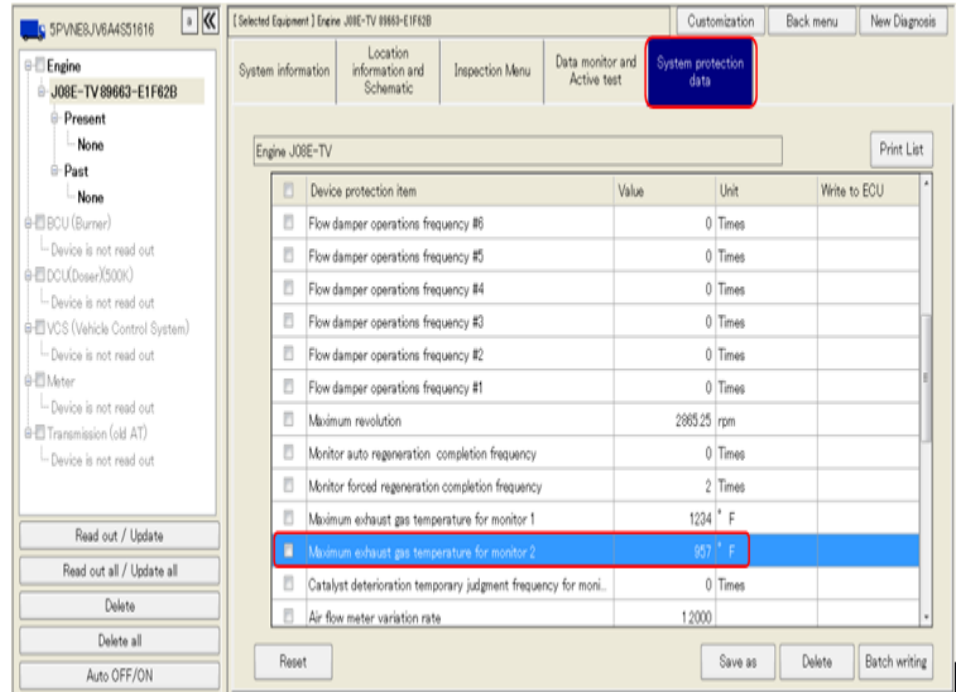 5PVNE8JV6A4S51616
a
«
[Selected Equipment] Engine J08E-TV 89663-E1F62B
Customization
Back menu
New Diagnosis
Engine
J08E-TV 89663-E1F62B
Present
None
Past
None
BCU (Burner)
Device is not read out
DCU(Doser)(500K)
Device is not read out
VCS (Vehicle Control System)
Device is not read out
Meter
Device is not read out
Transmission (old AT)
Device is not read out
Read out / Update
Read out all / Update all
Delete
Delete all
Auto OFF/ON
System information
Location
information and
Schematic
Inspection Menu
Data monitor and
Active test
System protection
data
Engine J08E-TV
Print List
Device protection item Value Unit Write to ECU
Flow damper operations frequency #6 0 Times
Flow damper operations frequency #5 0 Times
Flow damper operations frequency #4 0 Times
Flow damper operations frequency #3 0 Times
Flow damper operations frequency #2 0 Times
Flow damper operations frequency #1 0 Times
Maximum revolution 2865.25 rpm
Monitor auto regeneration completion frequency 0 Times
Monitor forced regeneration completion frequency 2 Times
Maximum exhaust gas temperature for monitor 1 1234 ° F
Maximum exhaust gas temperature for monitor 2 957 ° F
Catalyst deterioration temporary judgment frequency for moni... 0 Times
Air flow meter variation rate 1.2000
Reset
Save as
Delete
Batch writing